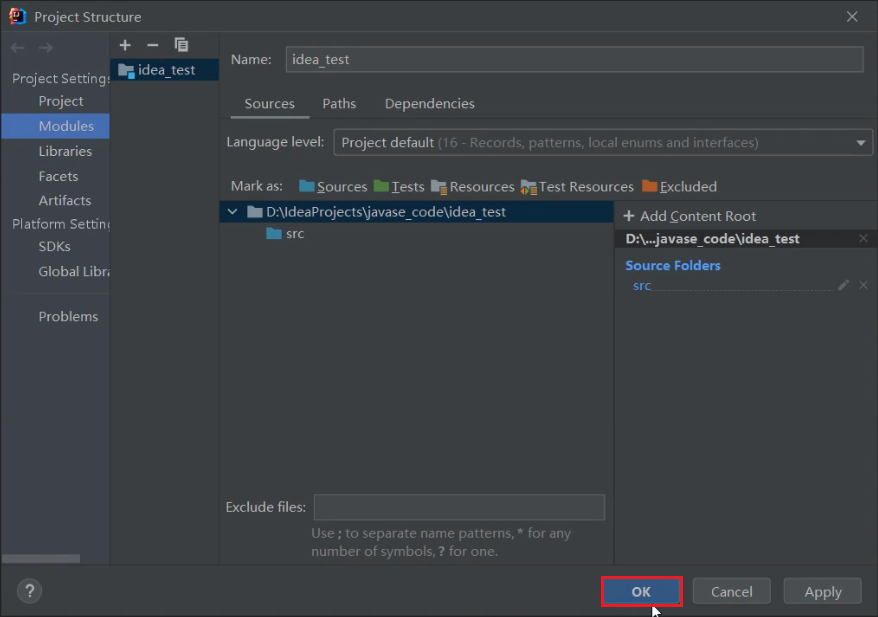 Project Structure
Project Settings
Project
Modules
Libraries
Facets
Artifacts
Platform Setting
SDKs
Global Libra
Problems
idea_test
Name: idea_test
Sources Paths Dependencies
Language level: Project default (16 - Records, patterns, local enums and interfaces)
Mark as: Sources Tests Resources Test Resources Excluded
D:\IdeaProjects\javase_code\idea_test
src
+ Add Content Root
D:\...javase_code\idea_test
Source Folders
src
Exclude files:
Use ; to separate name patterns, * for any
number of symbols, ? for one.
? OK Cancel Apply